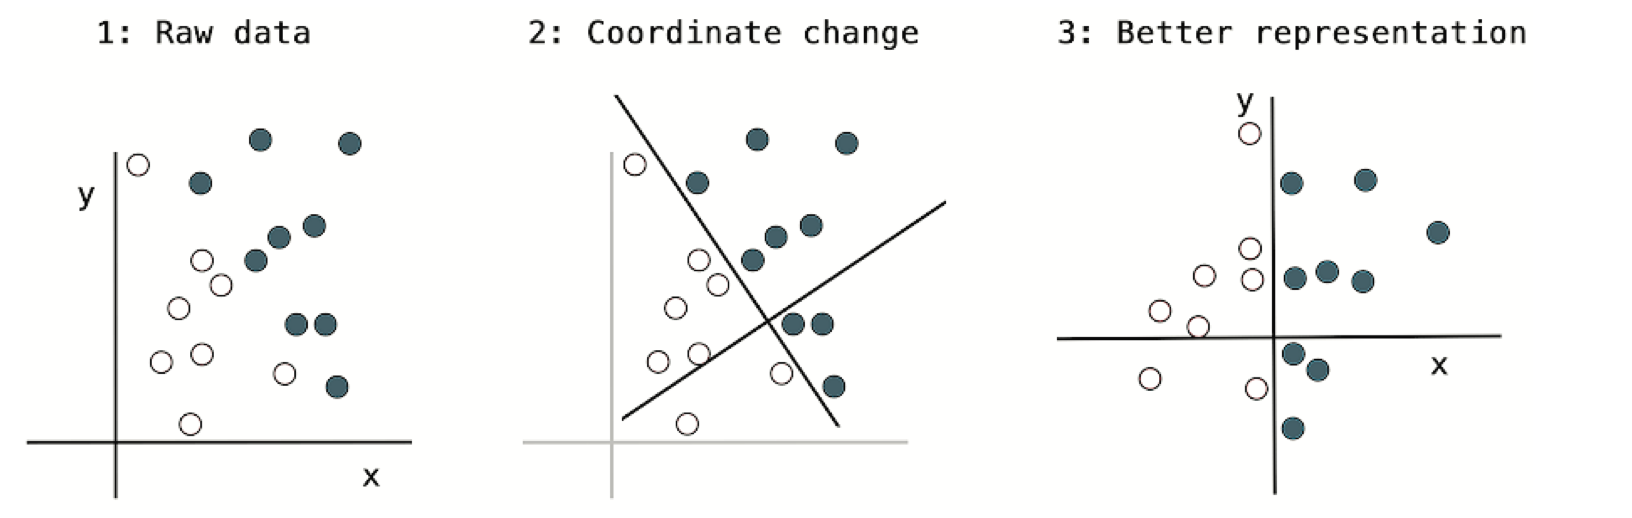 1: Raw data
2: Coordinate change
3: Better representation
y
x
y
x